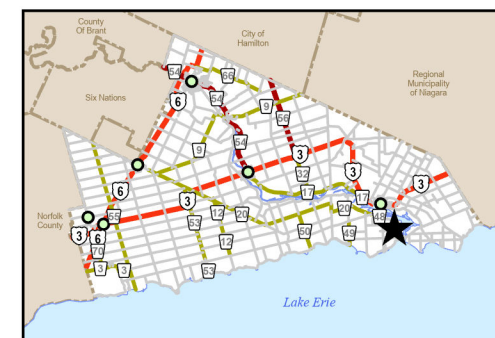 County
Of Brant
City of
Hamilton
Regional
Municipality
of Niagara
Six Nations
Norfolk
County
Lake Erie
54
66
6
54
9
56
54
9
3
32
3
3
6
17
17
3
55
53
12
20
20
48
3
6
70
12
50
49
3
3
53